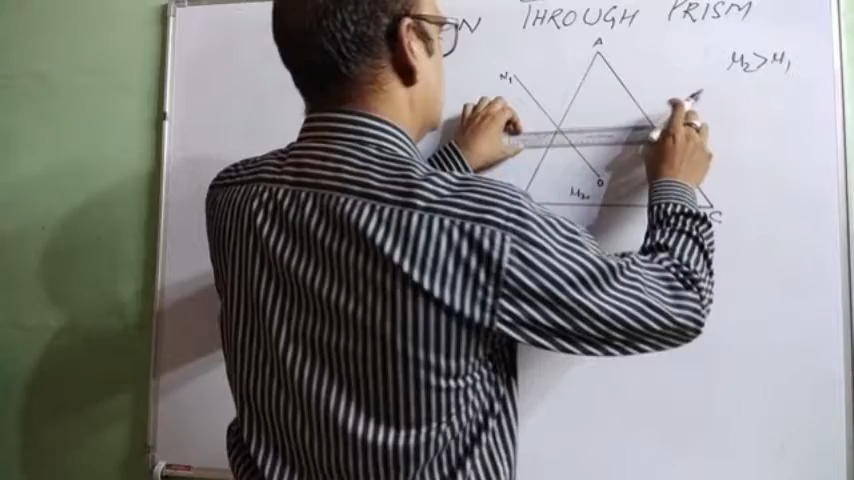 N THROUGH PRISM
A
μ₂>μ₁
N₁
O
μ₂
C